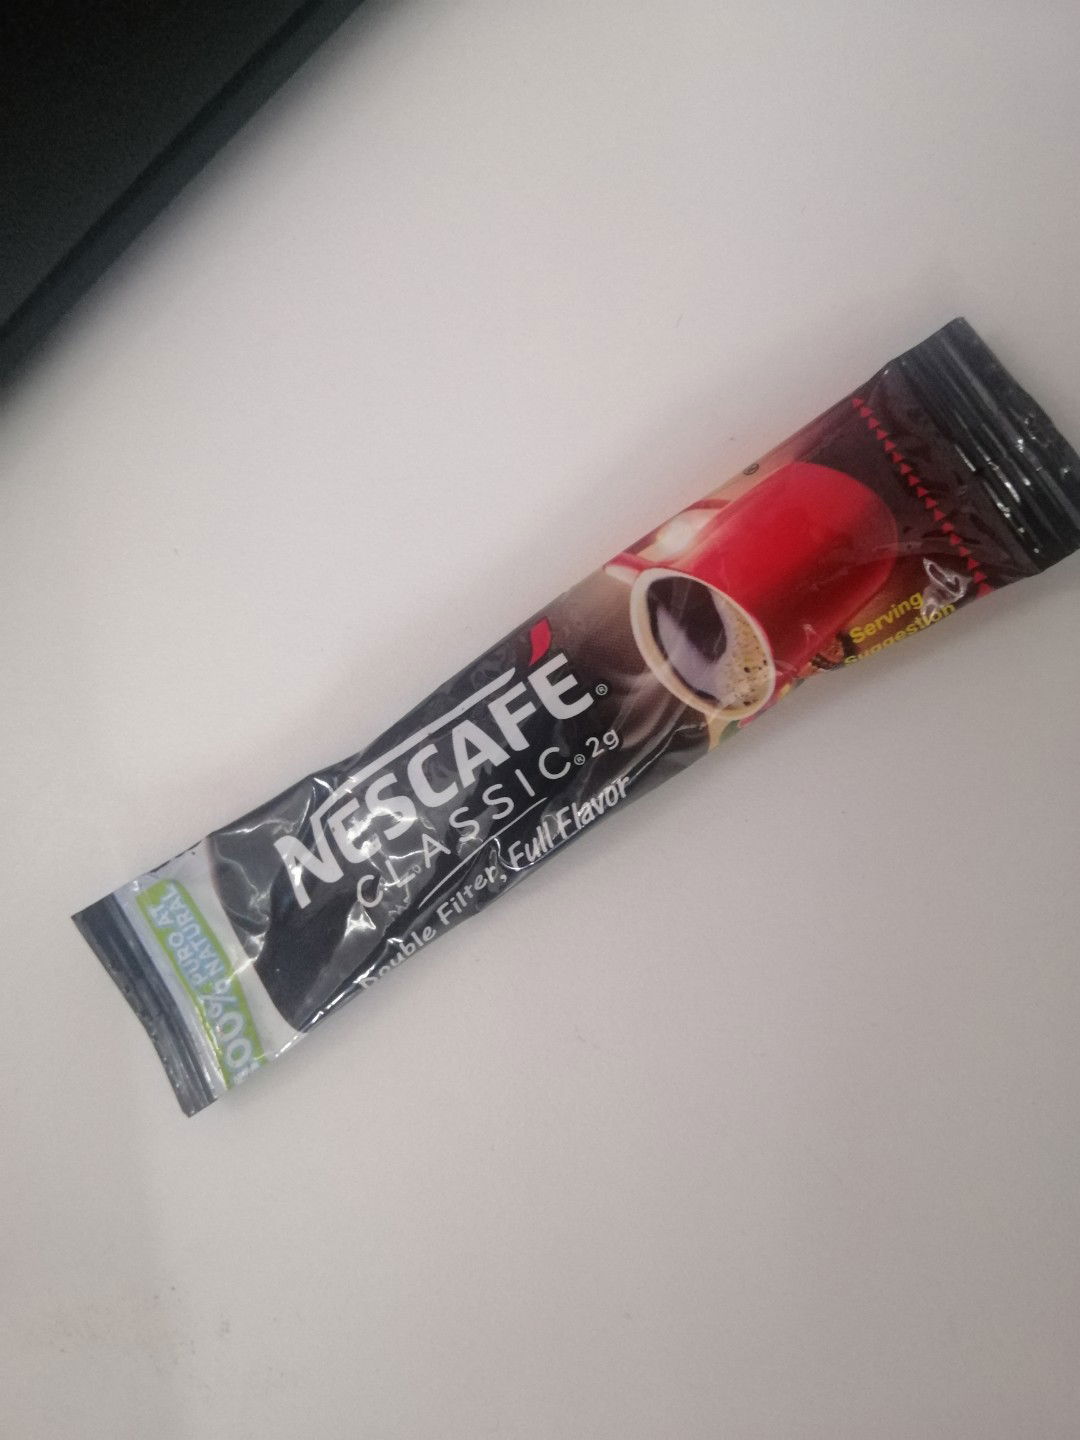 NESCAFÉ®
CLASSIC® 2g
Double Filter, Full Flavor
100% PURO AT
NATURAL
Serving
Suggestion